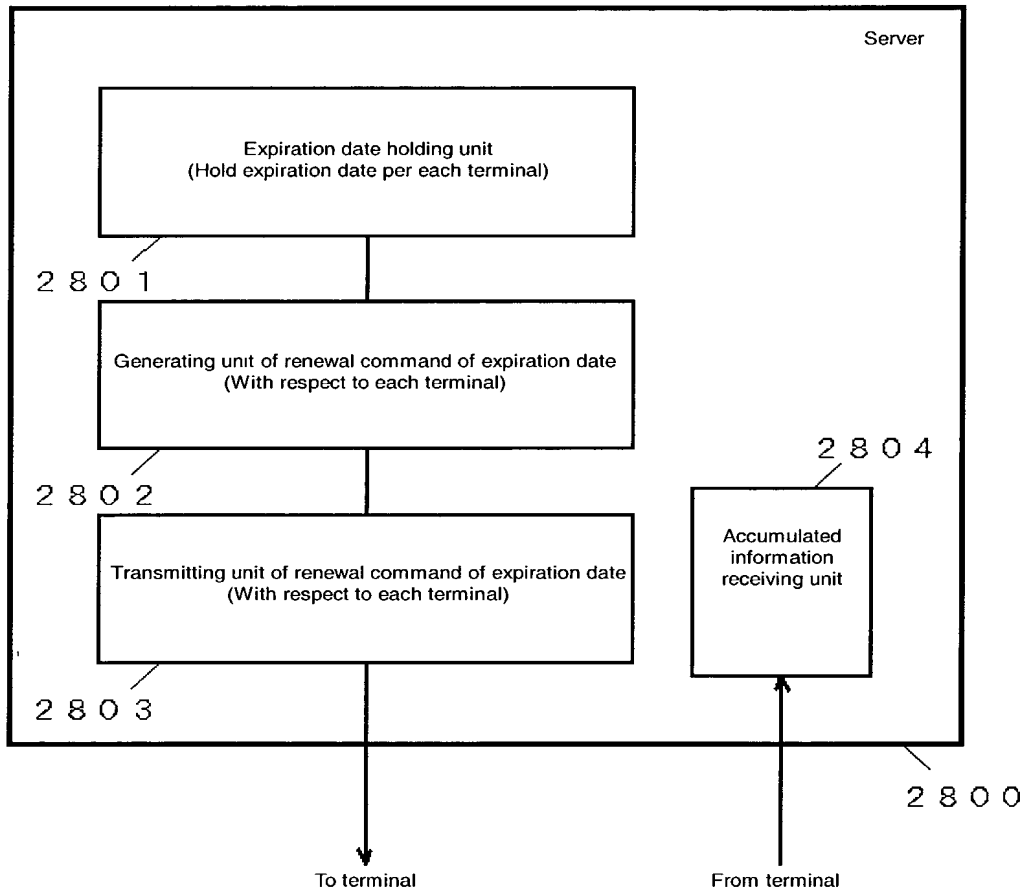 Server
Expiration date holding unit
(Hold expiration date per each terminal)
2801
Generating unit of renewal command of expiration date
(With respect to each terminal)
2802
2804
Transmitting unit of renewal command of expiration date
(With respect to each terminal)
Accumulated
information
receiving unit
2803
2800
To terminal
From terminal